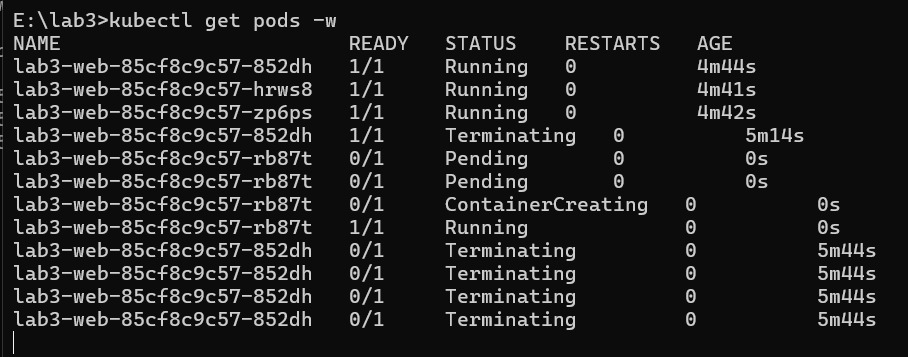 E:\lab3>kubectl get pods -w
NAME READY STATUS RESTARTS AGE
lab3-web-85cf8c9c57-852dh 1/1 Running 0 4m44s
lab3-web-85cf8c9c57-hrws8 1/1 Running 0 4m41s
lab3-web-85cf8c9c57-zp6ps 1/1 Running 0 4m42s
lab3-web-85cf8c9c57-852dh 1/1 Terminating 0 5m14s
lab3-web-85cf8c9c57-rb87t 0/1 Pending 0 0s
lab3-web-85cf8c9c57-rb87t 0/1 Pending 0 0s
lab3-web-85cf8c9c57-rb87t 0/1 ContainerCreating 0 0s
lab3-web-85cf8c9c57-rb87t 1/1 Running 0 0s
lab3-web-85cf8c9c57-852dh 0/1 Terminating 0 5m44s
lab3-web-85cf8c9c57-852dh 0/1 Terminating 0 5m44s
lab3-web-85cf8c9c57-852dh 0/1 Terminating 0 5m44s
lab3-web-85cf8c9c57-852dh 0/1 Terminating 0 5m44s